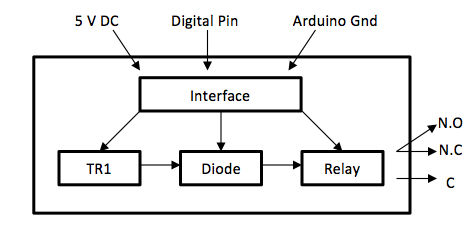 5 V DC Digital Pin Arduino Gnd
Interface
N.O
N.C
TR1 Diode Relay
C